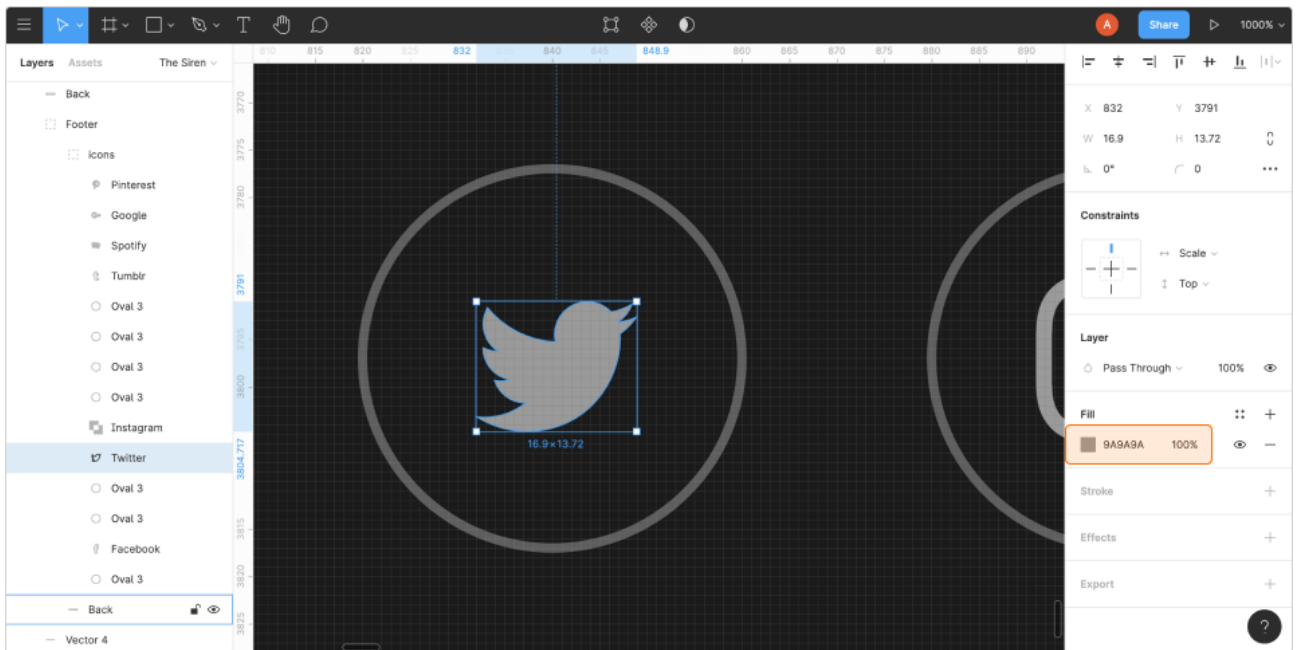 A Share 1000%
Layers Assets The Siren
810 815 820 825 832 840 845 848.9 860 865 870 875 880 885 890
Back
Footer
icons
Pinterest
Google
Spotify
Tumblr
Oval 3
Oval 3
Oval 3
Oval 3
Instagram
Twitter
Oval 3
Oval 3
Facebook
Oval 3
Back
Vector 4
3770
3775
3780
3791
3795
3800
3804.717
3815
3820
3825
16.9×13.72
X 832 Y 3791
W 16.9 H 13.72
0° 0
Constraints
Scale
Top
Layer
Pass Through 100%
Fill
9A9A9A 100%
Stroke
Effects
Export
?